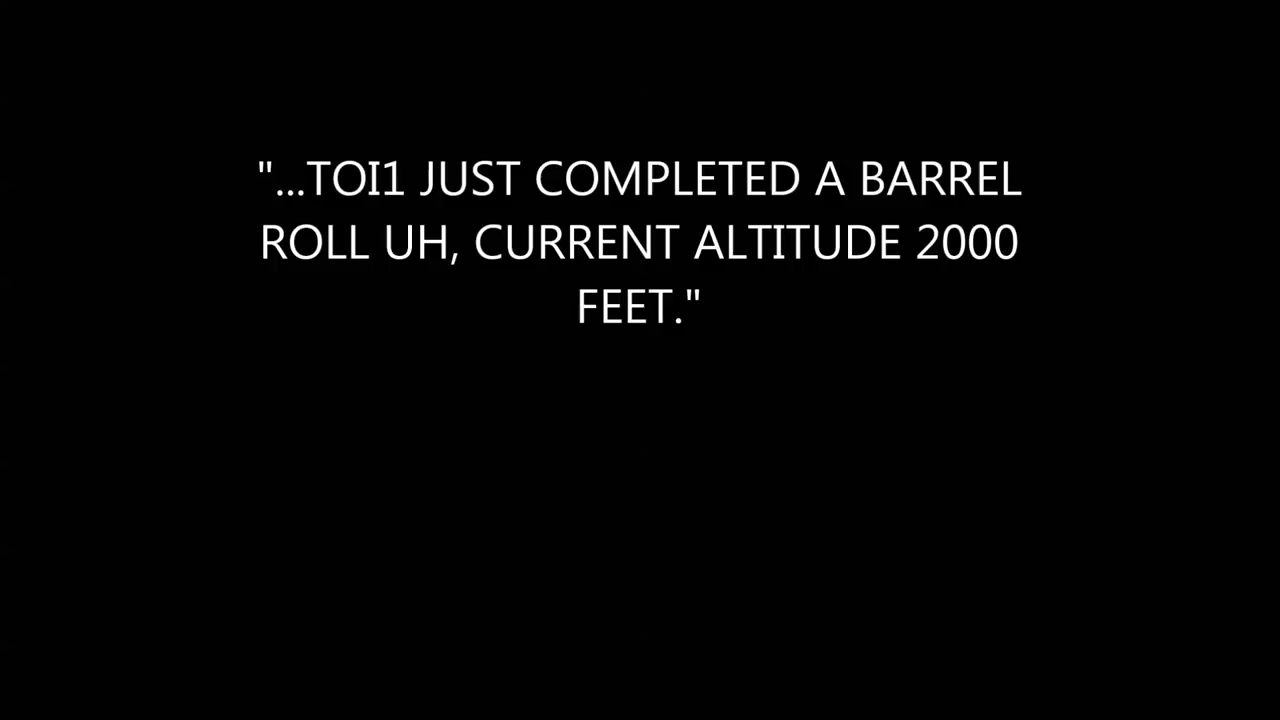 "...TOI1 JUST COMPLETED A BARREL
ROLL UH, CURRENT ALTITUDE 2000
FEET."